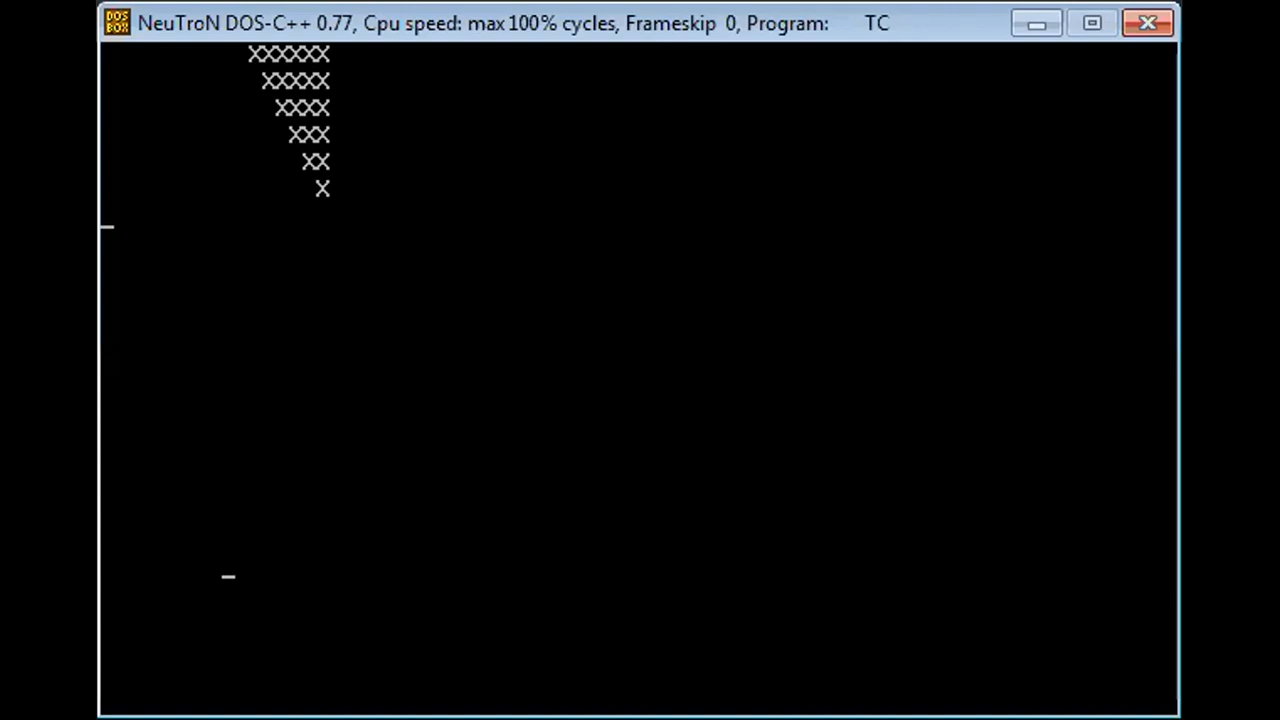 DOS BOX
NeuTroN DOS-C++ 0.77, Cpu speed: max 100% cycles, Frameskip 0, Program: TC
XXXXXX
XXXXX
XXXX
XXX
XX
X